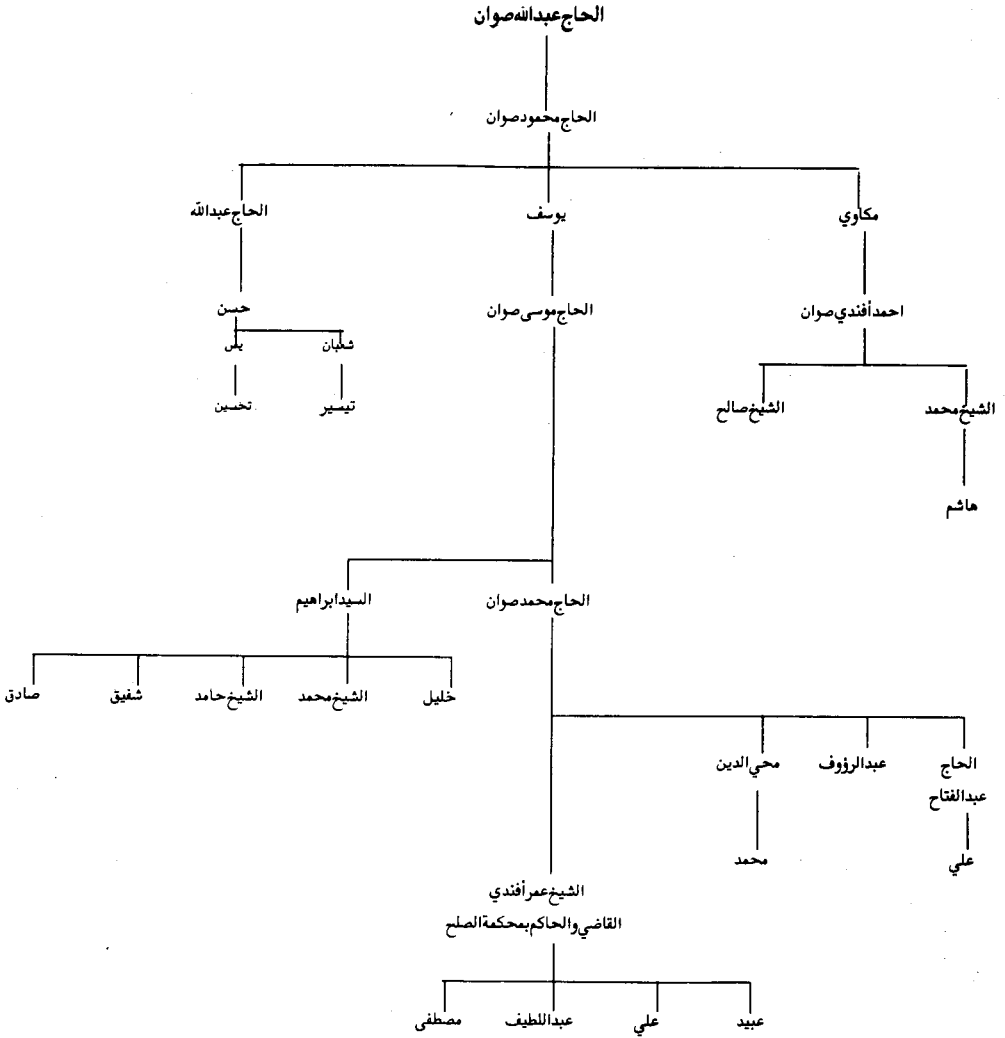 الحاج عبدالله صوان
الحاج محمود صوان
مكاوي
يوسف
الحاج عبدالله
احمد أفندي صوان
الحاج موسى صوان
حسن
شعبان
يس
الشيخ محمد
الشيخ صالح
تيسير
تحسين
هاشم
الحاج محمد صوان
السيد ابراهيم
خليل
الشيخ محمد
الشيخ حامد
شفيق
صادق
الحاج
عبدالفتاح
عبدالرؤوف
محي الدين
علي
محمد
الشيخ عمر أفندي
القاضي والحاكم بمحكمة الصلح
عبيد
علي
عبداللطيف
مصطفى